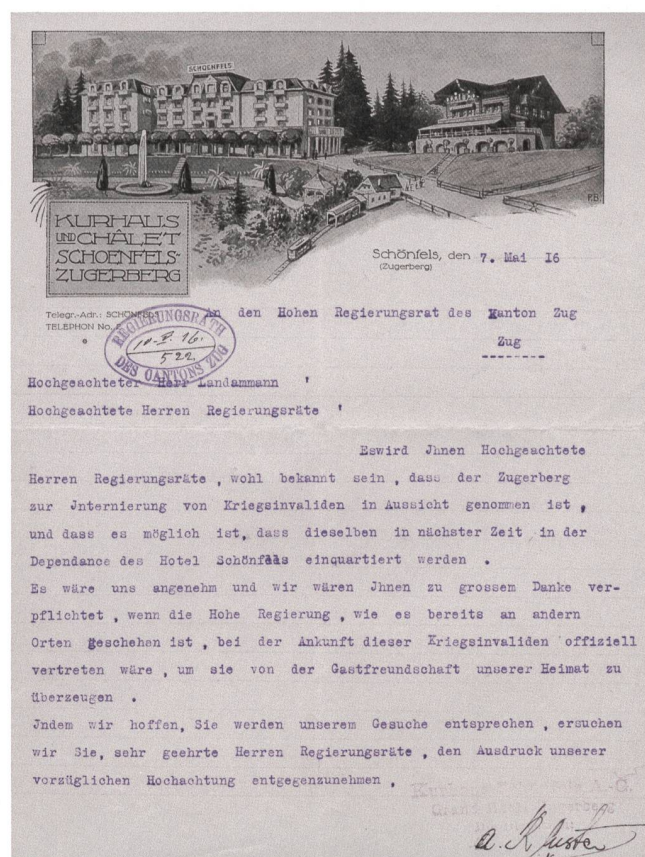 SCHOENFELS
F.B.
KURHAUS
UND CHÂLET
SCHOENFELS-
ZUGERBERG
Schönfels, den 7. Mai I6
(Zugerberg)
Telegr.-Adr.: SCHÖNFELS
TELEPHON No.
REGIERUNGSRATH
10. V. 16.
522
DES CANTONS ZUG
An den Hohen Regierungsrat des Kanton Zug
Zug
Hochgeachteter Herr Landammann !
Hochgeachtete Herren Regierungsräte !
Eswird Jhnen Hochgeachtete
Herren Regierungsräte , wohl bekannt sein , dass der Zugerberg
zur Jnternierung von Kriegsinvaliden in Aussicht genommen ist ,
und dass es möglich ist, dass dieselben in nächster Zeit in der
Dependance des Hotel Schönfels einquartiert werden .
Es wäre uns angenehm und wir wären Jhnen zu grossem Danke ver-
pflichtet , wenn die Hohe Regierung , wie es bereits an andern
Orten geschehen ist , bei der Ankunft dieser Kriegsinvaliden offiziell
vertreten wäre , um sie von der Gastfreundschaft unserer Heimat zu
überzeugen .
Jndem wir hoffen, Sie werden unserem Gesuche entsprechen , ersuchen
wir Sie, sehr geehrte Herren Regierungsräte , den Ausdruck unserer
vorzüglichen Hochachtung entgegenzunehmen .
A.-G.